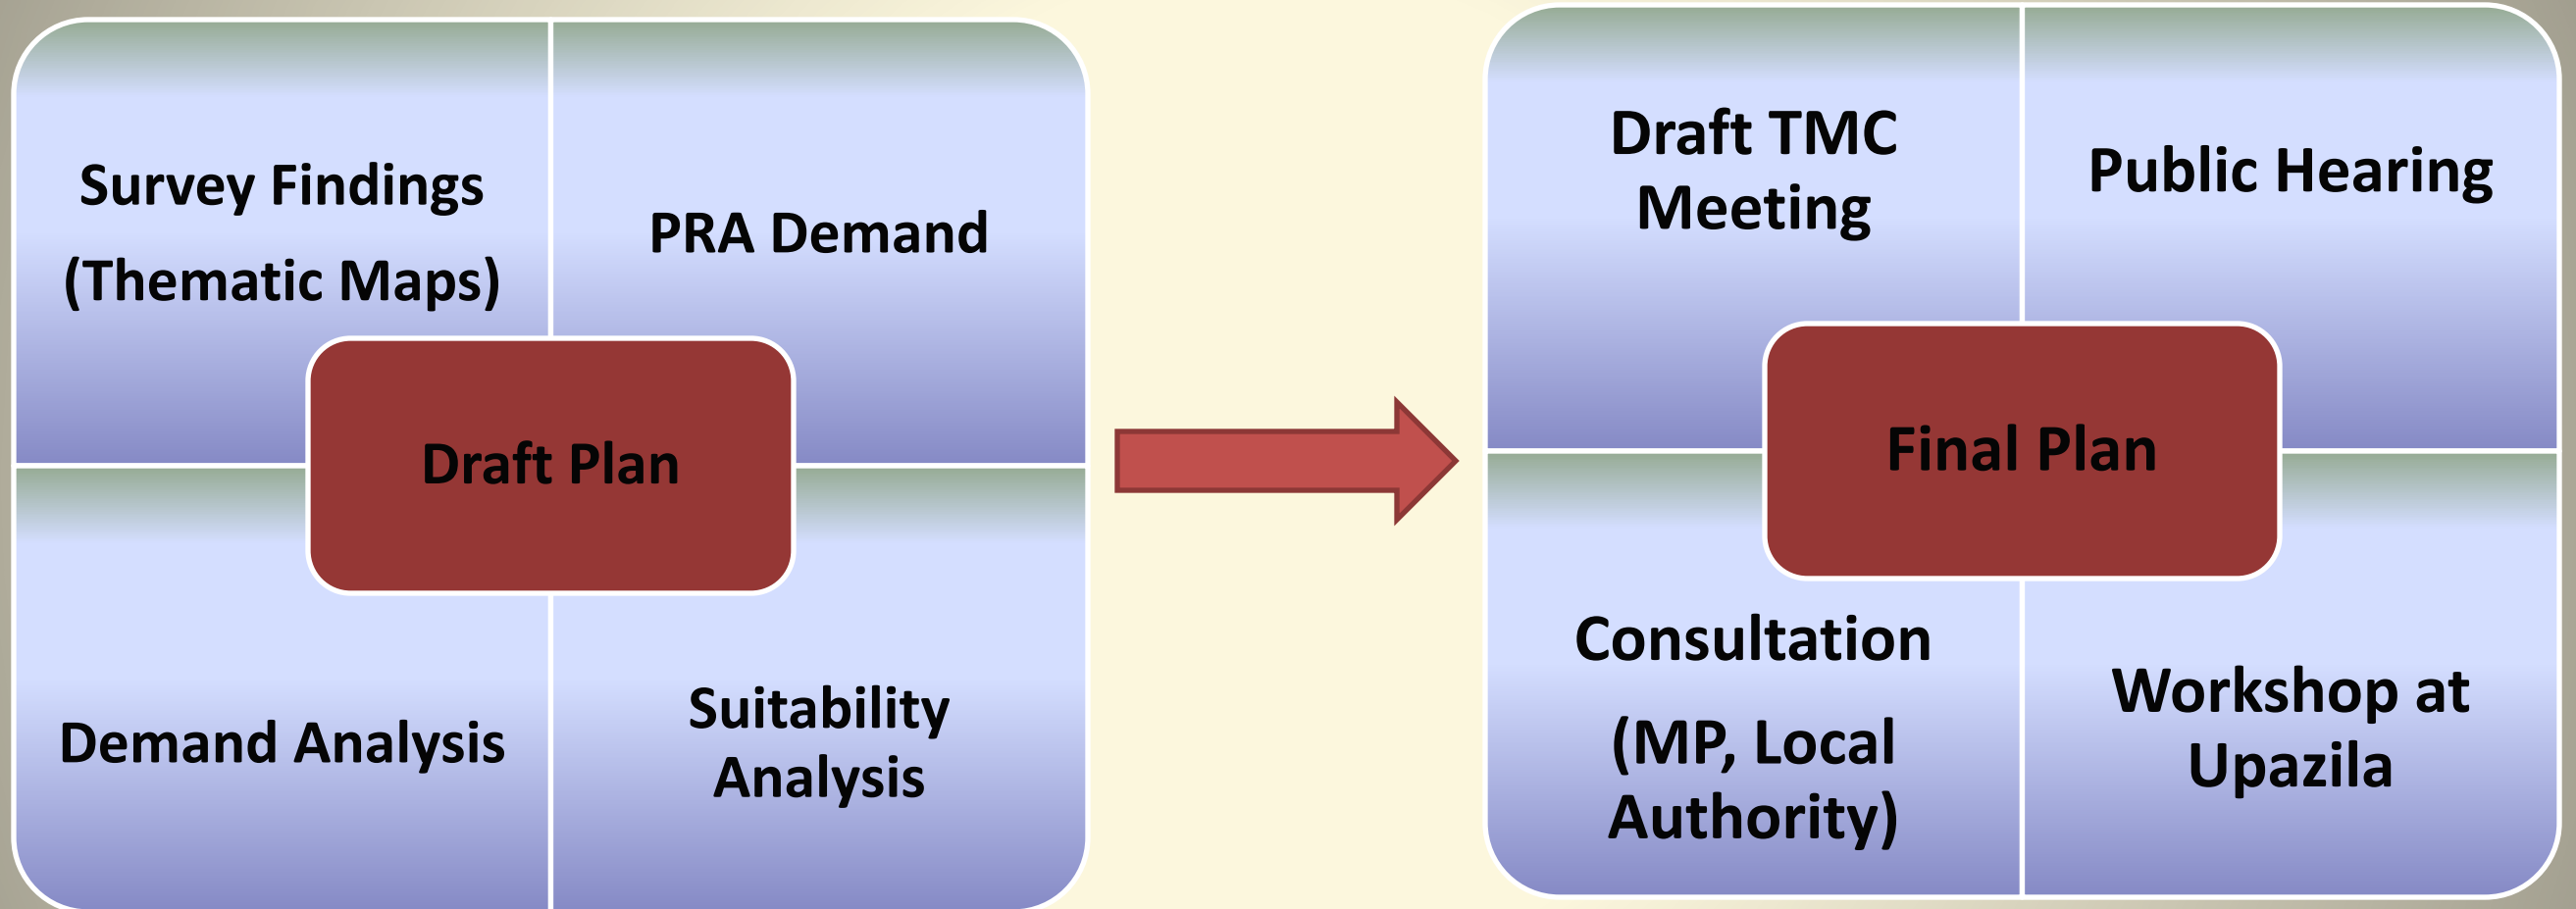 Survey Findings
(Thematic Maps)
PRA Demand
Draft Plan
Demand Analysis
Suitability
Analysis
Draft TMC
Meeting
Public Hearing
Final Plan
Consultation
(MP, Local
Authority)
Workshop at
Upazila